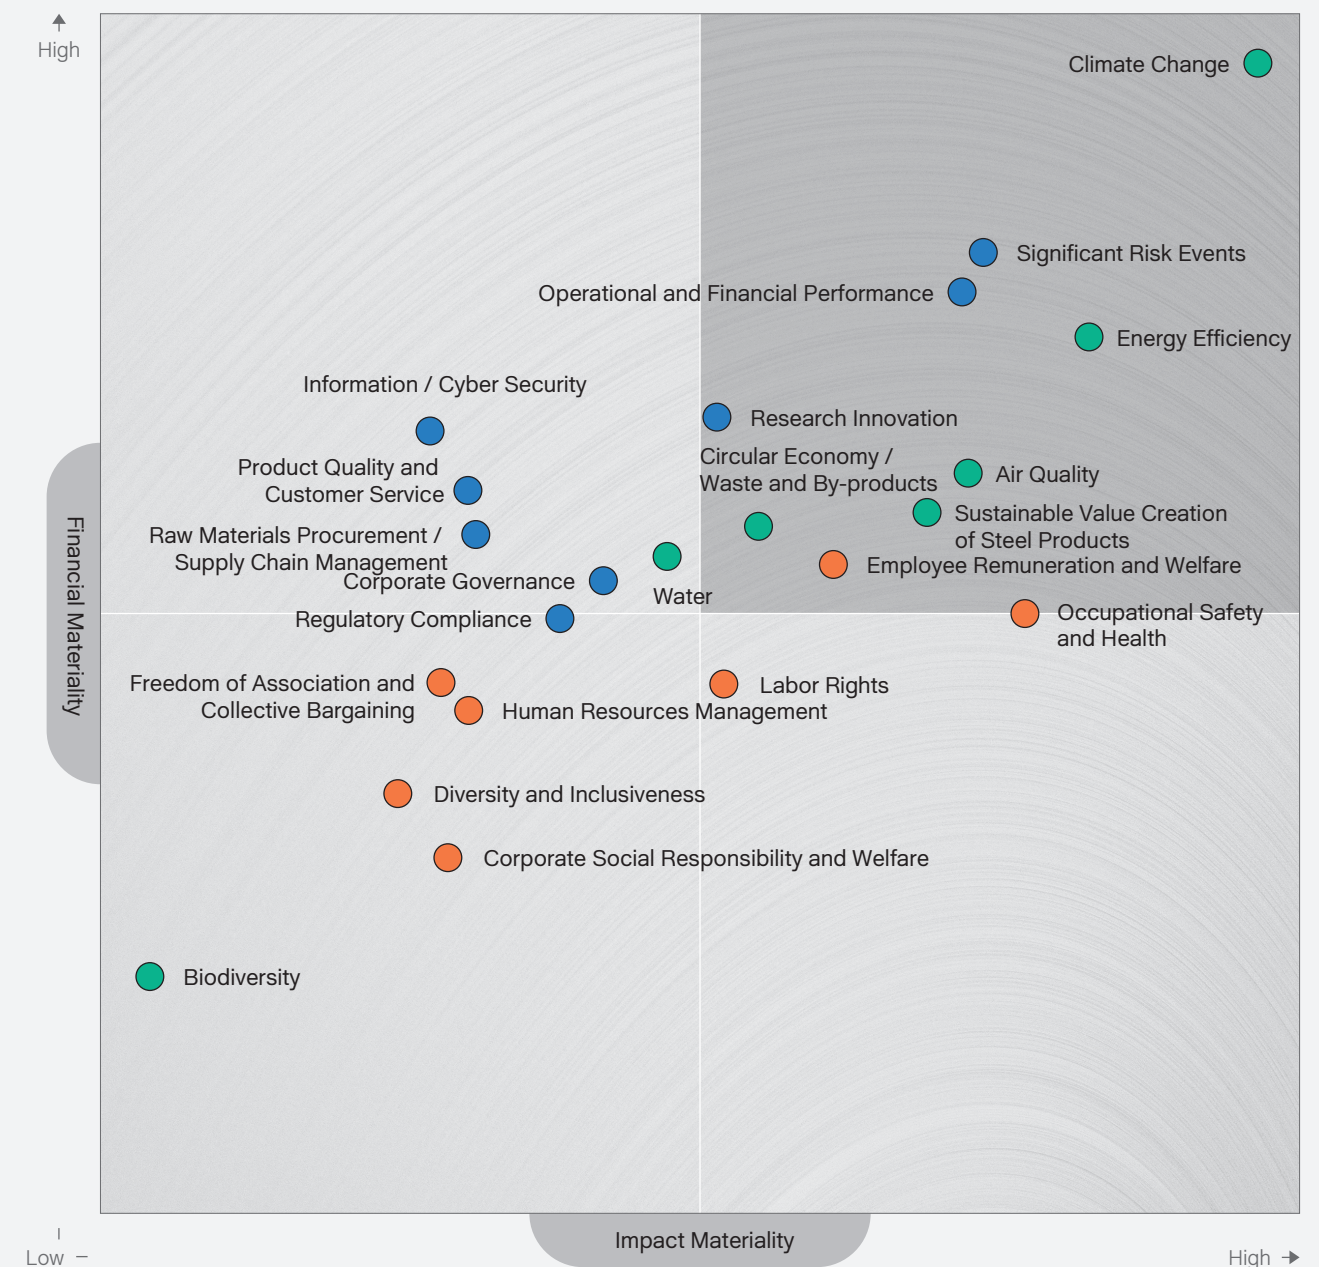 High
Climate Change
Significant Risk Events
Operational and Financial Performance
Energy Efficiency
Information / Cyber Security
Research Innovation
Circular Economy /
Waste and By-products
Air Quality
Product Quality and
Customer Service
Sustainable Value Creation
of Steel Products
Raw Materials Procurement /
Supply Chain Management
Employee Remuneration and Welfare
Corporate Governance
Water
Regulatory Compliance
Occupational Safety
and Health
Financial Materiality
Freedom of Association and
Collective Bargaining
Labor Rights
Human Resources Management
Diversity and Inclusiveness
Corporate Social Responsibility and Welfare
Biodiversity
Impact Materiality
Low
High